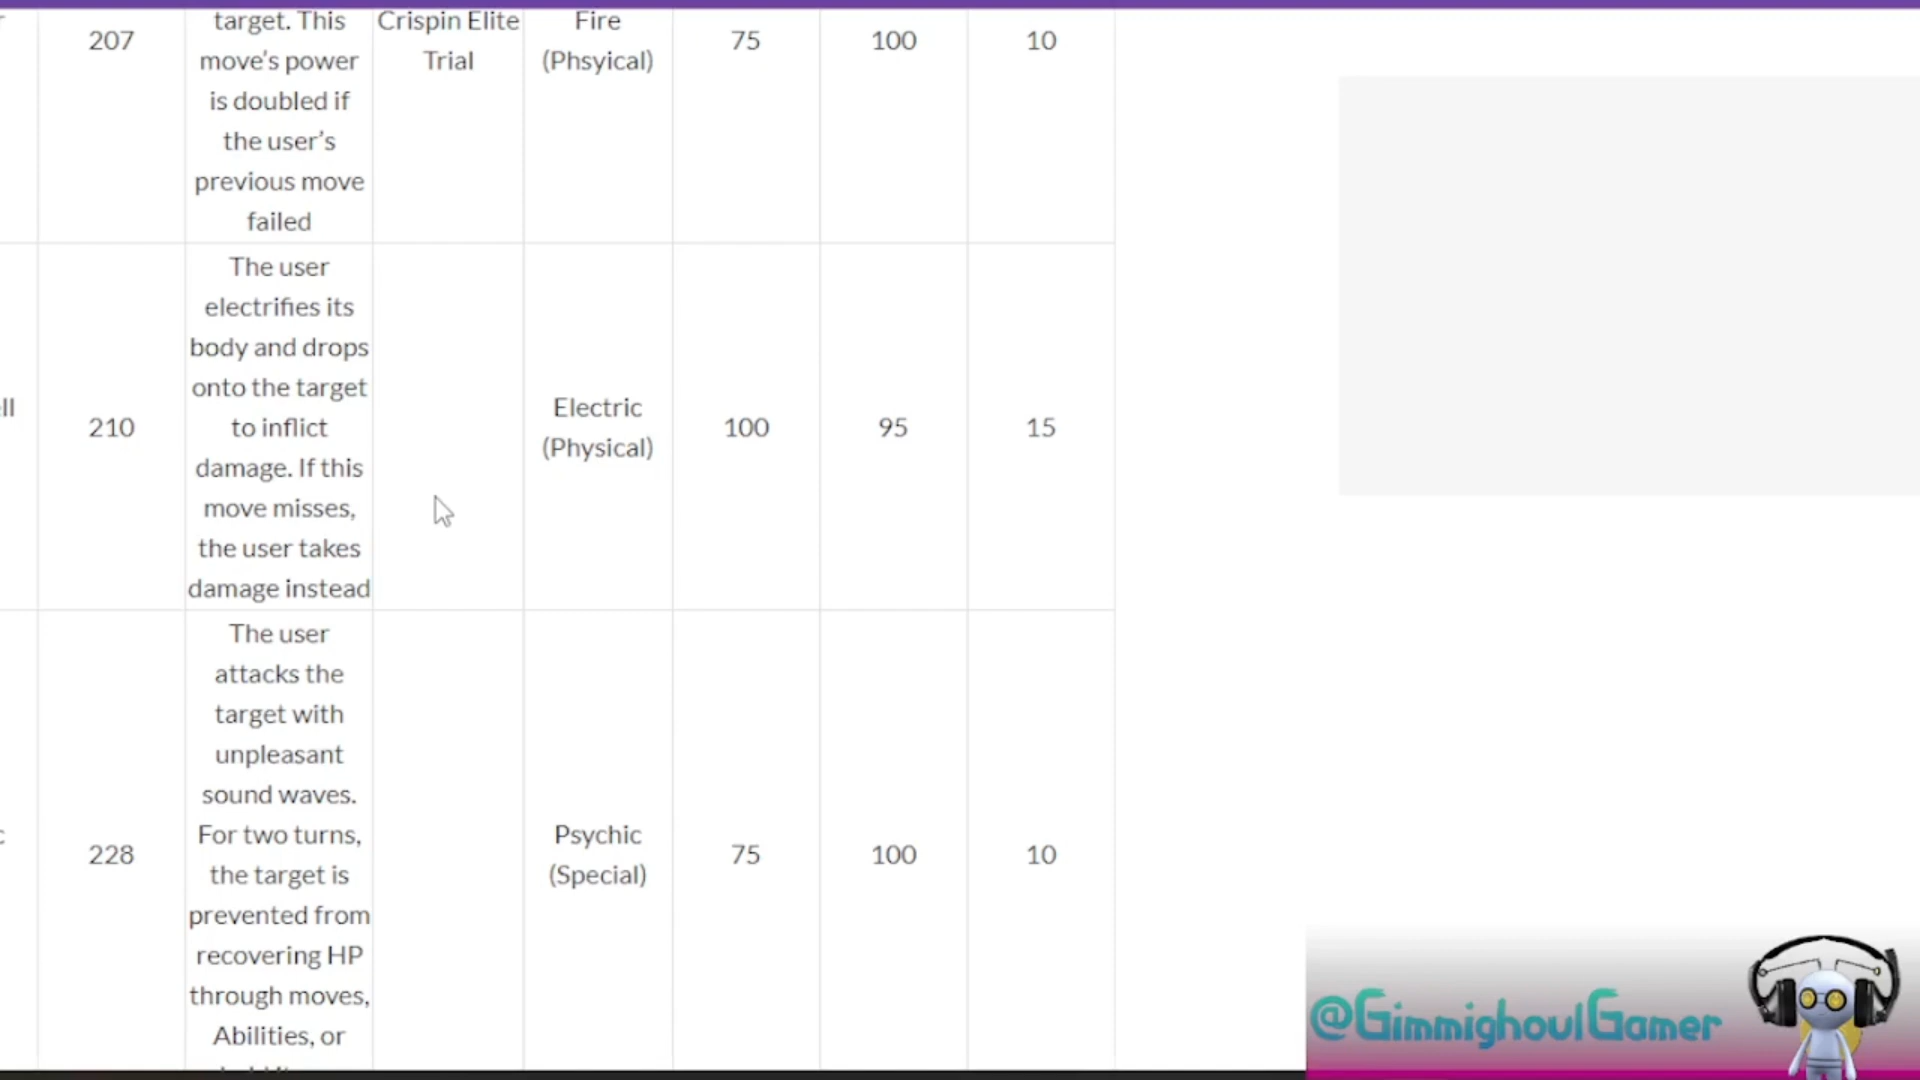 207
target. This
move's power
is doubled if
the user's
previous move
failed
Crispin Elite
Trial
Fire
(Phsyical)
75
100
10
ll
210
The user
electrifies its
body and drops
onto the target
to inflict
damage. If this
move misses,
the user takes
damage instead
Electric
(Physical)
100
95
15
c
228
The user
attacks the
target with
unpleasant
sound waves.
For two turns,
the target is
prevented from
recovering HP
through moves,
Abilities, or
Psychic
(Special)
75
100
10
@GimmighoulGamer